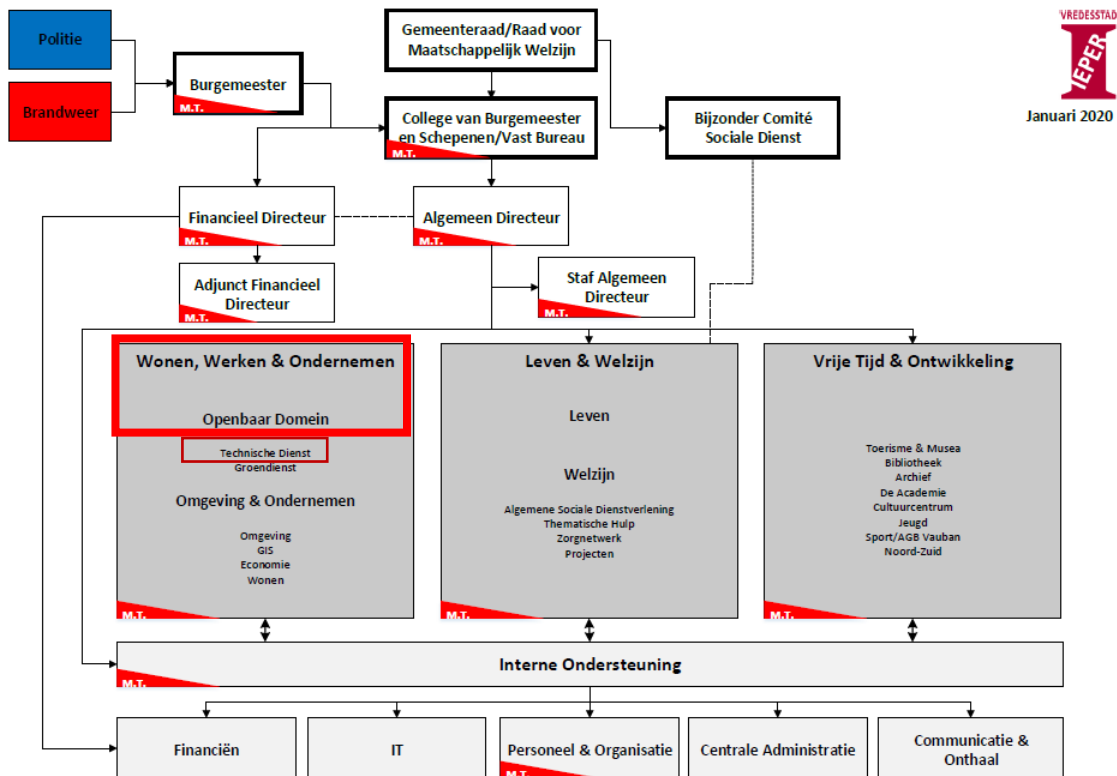 Politie
Brandweer
Burgemeester
M.T.
Gemeenteraad/Raad voor
Maatschappelijk Welzijn
College van Burgemeester
en Schepenen/Vast Bureau
M.T.
Bijzonder Comité
Sociale Dienst
VREDESSTAD
IEPER
Januari 2020
Financieel Directeur
M.T.
Algemeen Directeur
M.T.
Adjunct Financieel
Directeur
M.T.
Staf Algemeen
Directeur
M.T.
Wonen, Werken & Ondernemen
Openbaar Domein
Technische Dienst
Groendienst
Omgeving & Ondernemen
Omgeving
GIS
Economie
Wonen
M.T.
Leven & Welzijn
Leven
Welzijn
Algemene Sociale Dienstverlening
Thematische Hulp
Zorgnetwerk
Projecten
M.T.
Vrije Tijd & Ontwikkeling
Toerisme & Musea
Bibliotheek
Archief
De Academie
Cultuurcentrum
Jeugd
Sport/AGB Vauban
Noord-Zuid
M.T.
Interne Ondersteuning
M.T.
Financiën
IT
Personeel & Organisatie
M.T.
Centrale Administratie
Communicatie &
Onthaal